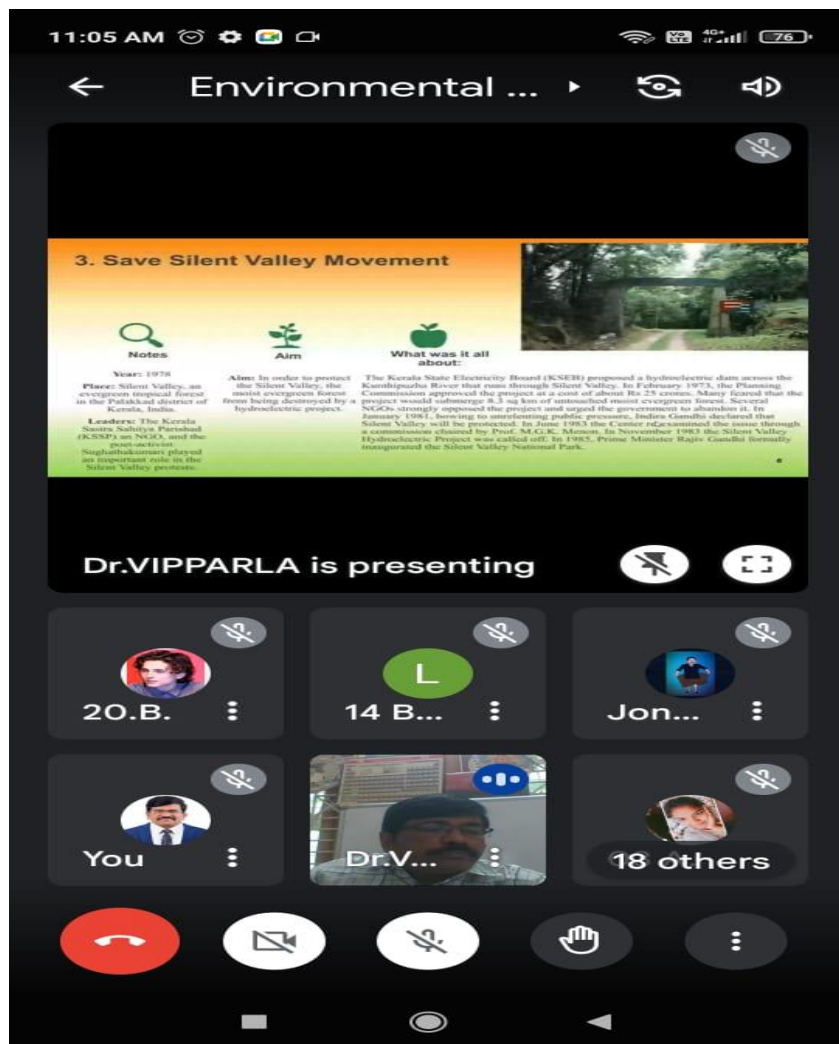 11:05 AM
Vo
LTE
4G+
76
Environmental ...
3. Save Silent Valley Movement
Notes
Year: 1978
Place: Silent Valley, an
evergreen tropical forest
in the Palakkad district of
Kerala, India.
Leaders: The Kerala
Sastra Sahitya Parishad
(KSSP) an NGO, and the
poet-activist
Sughathakumari played
an important role in the
Silent Valley protests.
Aim
Aim: In order to protect
the Silent Valley, the
moist evergreen forest
from being destroyed by a
hydroelectric project.
What was it all
about:
The Kerala State Electricity Board (KSEB) proposed a hydroelectric dam across the
Kunthipuzha River that runs through Silent Valley. In February 1973, the Planning
Commission approved the project at a cost of about Rs 25 crores. Many feared that the
project would submerge 8.3 sq km of untouched moist evergreen forest. Several
NGOs strongly opposed the project and urged the government to abandon it. In
January 1981, bowing to unrelenting public pressure, Indira Gandhi declared that
Silent Valley will be protected. In June 1983 the Center re-examined the issue through
a commission chaired by Prof. M.G.K. Menon. In November 1983 the Silent Valley
Hydroelectric Project was called off. In 1985, Prime Minister Rajiv Gandhi formally
inaugurated the Silent Valley National Park.
Dr.VIPPARLA is presenting
20.B.
L
14 B...
Jon...
You
Dr.V...
18 others